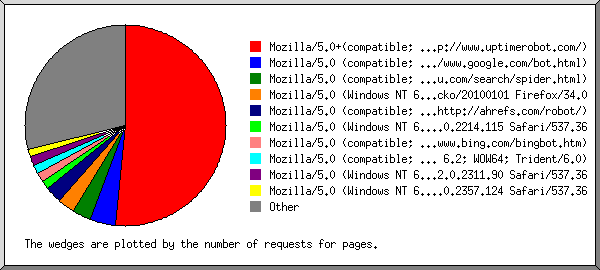 Mozilla/5.0+(compatible; ...p://www.uptimerobot.com/)
Mozilla/5.0 (compatible; .../www.google.com/bot.html)
Mozilla/5.0 (compatible; ...u.com/search/spider.html)
Mozilla/5.0 (Windows NT 6...cko/20100101 Firefox/34.0
Mozilla/5.0 (compatible; ...http://ahrefs.com/robot/)
Mozilla/5.0 (Windows NT 6....0.2214.115 Safari/537.36
Mozilla/5.0 (compatible; ...www.bing.com/bingbot.htm)
Mozilla/5.0 (compatible; ... 6.2; WOW64; Trident/6.0)
Mozilla/5.0 (Windows NT 6...2.0.2311.90 Safari/537.36
Mozilla/5.0 (Windows NT 6....0.2357.124 Safari/537.36
Other
The wedges are plotted by the number of requests for pages.